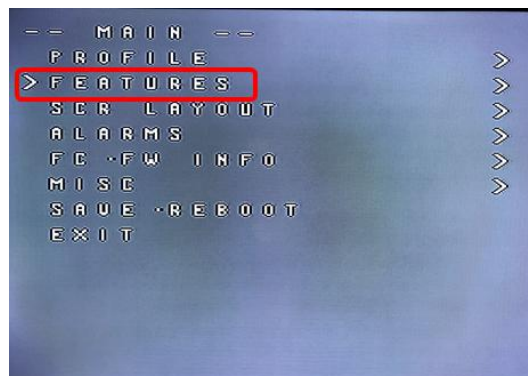 -- MAIN --
PROFILE >
>FEATURES >
SCR LAYOUT >
ALARMS >
FC-FW INFO >
MISC >
SAVE-REBOOT
EXIT